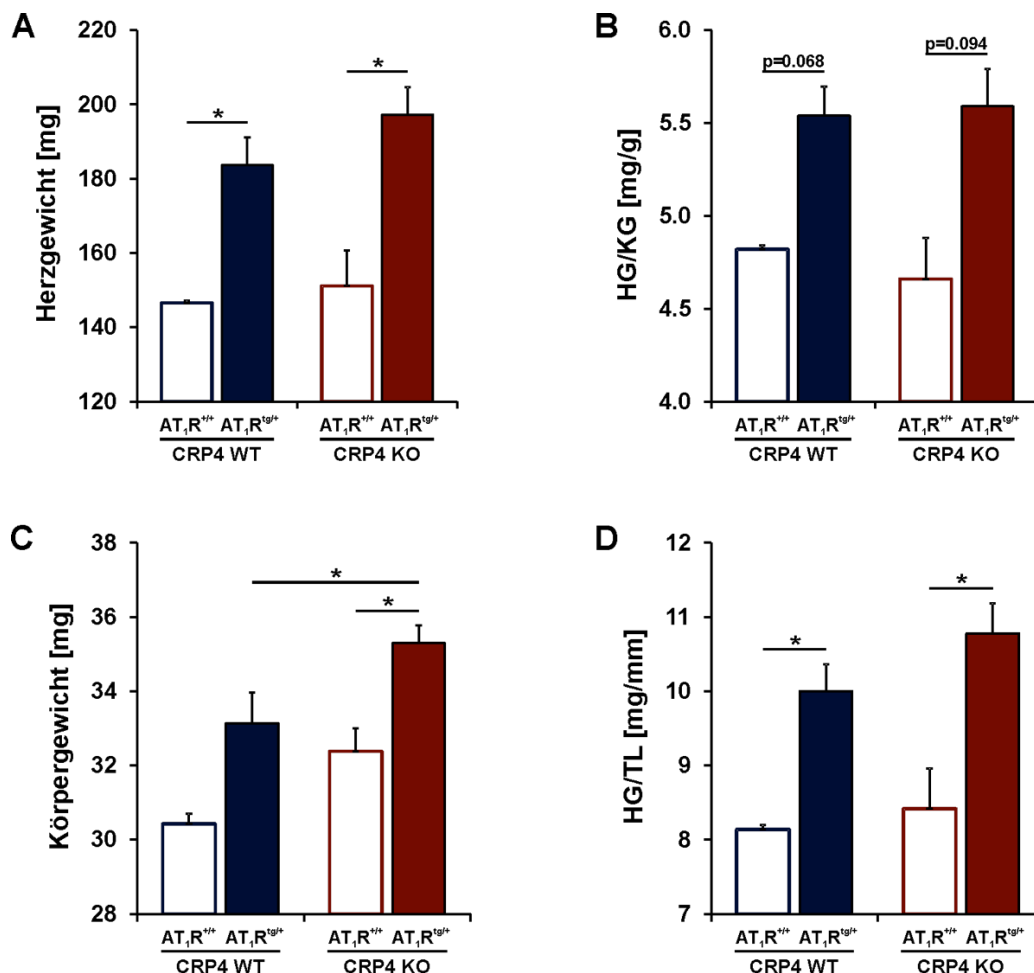 A
Herzgewicht [mg]
220
200
180
160
140
120
*
*
AT₁R⁺/⁺ AT₁Rᵗᵍ/⁺ AT₁R⁺/⁺ AT₁Rᵗᵍ/⁺
CRP4 WT CRP4 KO
B
HG/KG [mg/g]
6.0
5.5
5.0
4.5
4.0
p=0.068
p=0.094
AT₁R⁺/⁺ AT₁Rᵗᵍ/⁺ AT₁R⁺/⁺ AT₁Rᵗᵍ/⁺
CRP4 WT CRP4 KO
C
Körpergewicht [mg]
38
36
34
32
30
28
*
*
AT₁R⁺/⁺ AT₁Rᵗᵍ/⁺ AT₁R⁺/⁺ AT₁Rᵗᵍ/⁺
CRP4 WT CRP4 KO
D
HG/TL [mg/mm]
12
11
10
9
8
7
*
*
AT₁R⁺/⁺ AT₁Rᵗᵍ/⁺ AT₁R⁺/⁺ AT₁Rᵗᵍ/⁺
CRP4 WT CRP4 KO